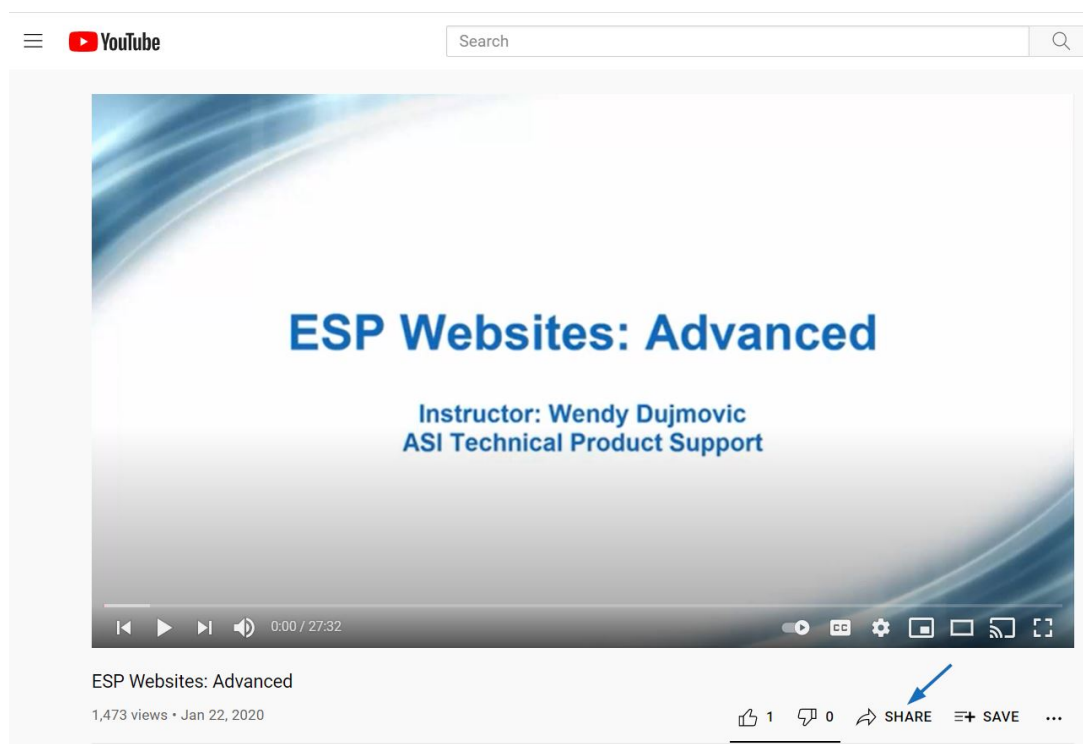 YouTube
Search
ESP Websites: Advanced
Instructor: Wendy Dujmovic
ASI Technical Product Support
0:00 / 27:32
CC
ESP Websites: Advanced
1,473 views • Jan 22, 2020
1 0 SHARE SAVE ...